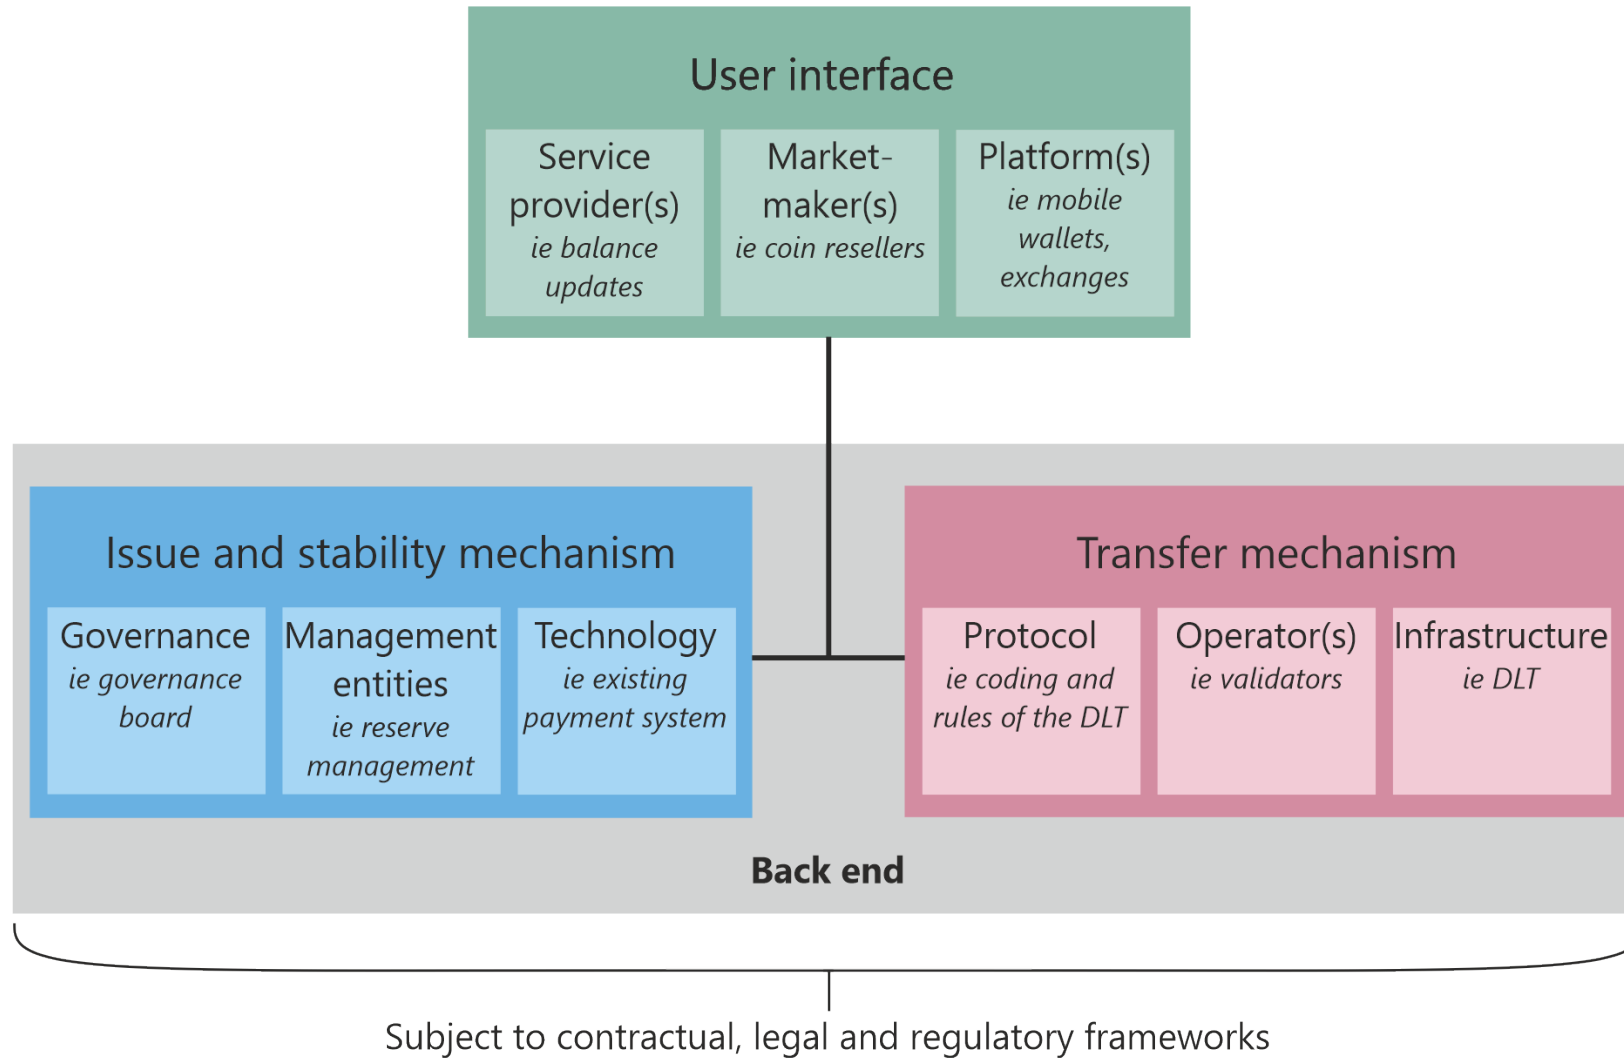 User interface
Service
provider(s)
ie balance
updates
Market-
maker(s)
ie coin resellers
Platform(s)
ie mobile
wallets,
exchanges
Issue and stability mechanism
Governance
ie governance
board
Management
entities
ie reserve
management
Technology
ie existing
payment system
Transfer mechanism
Protocol
ie coding and
rules of the DLT
Operator(s)
ie validators
Infrastructure
ie DLT
Back end
Subject to contractual, legal and regulatory frameworks